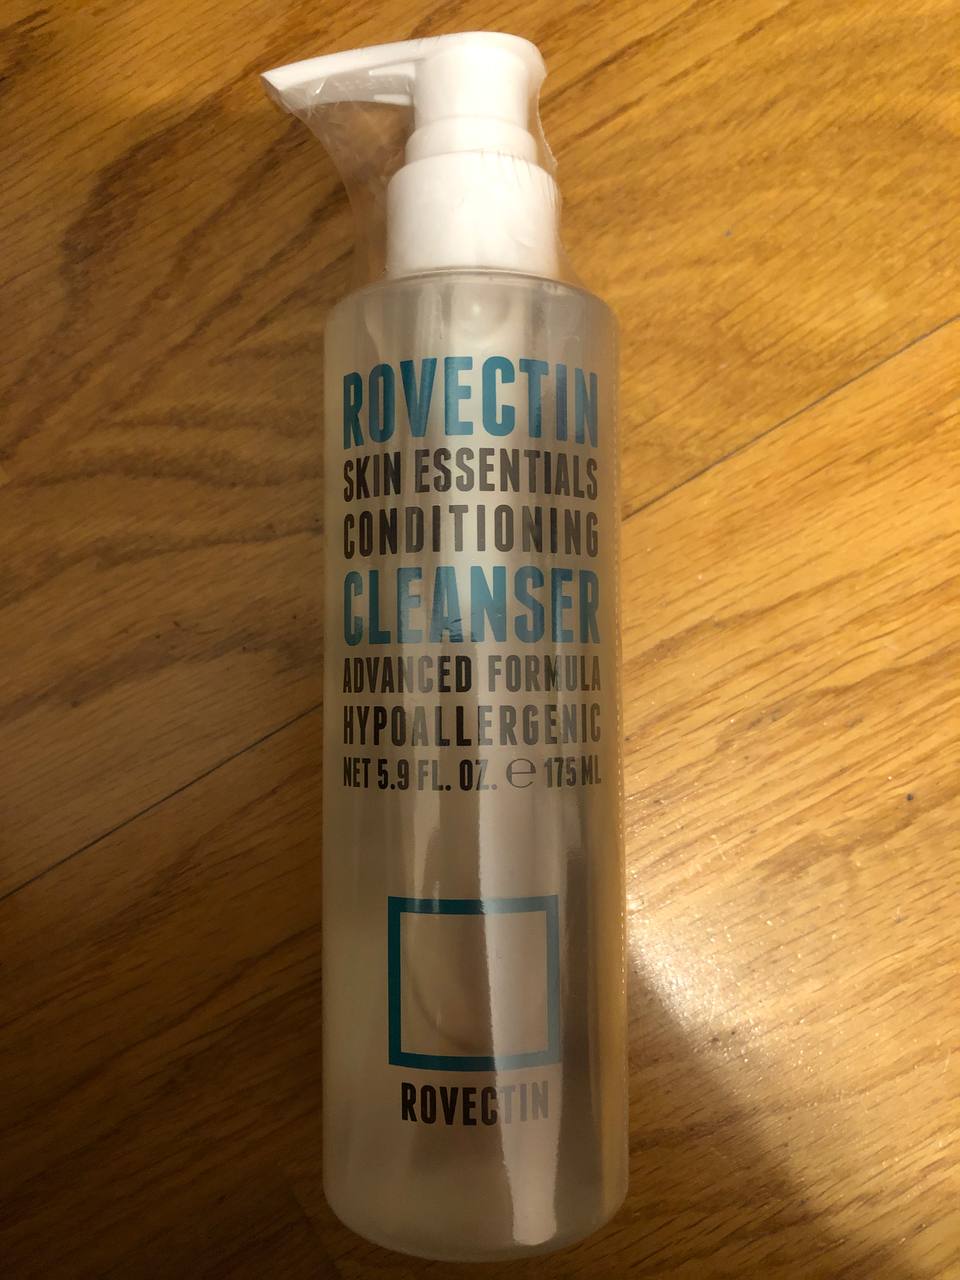 ROVECTIN
SKIN ESSENTIALS
CONDITIONING
CLEANSER
ADVANCED FORMULA
HYPOALLERGENIC
NET 5.9 FL. OZ. ℮ 175 ML
ROVECTIN